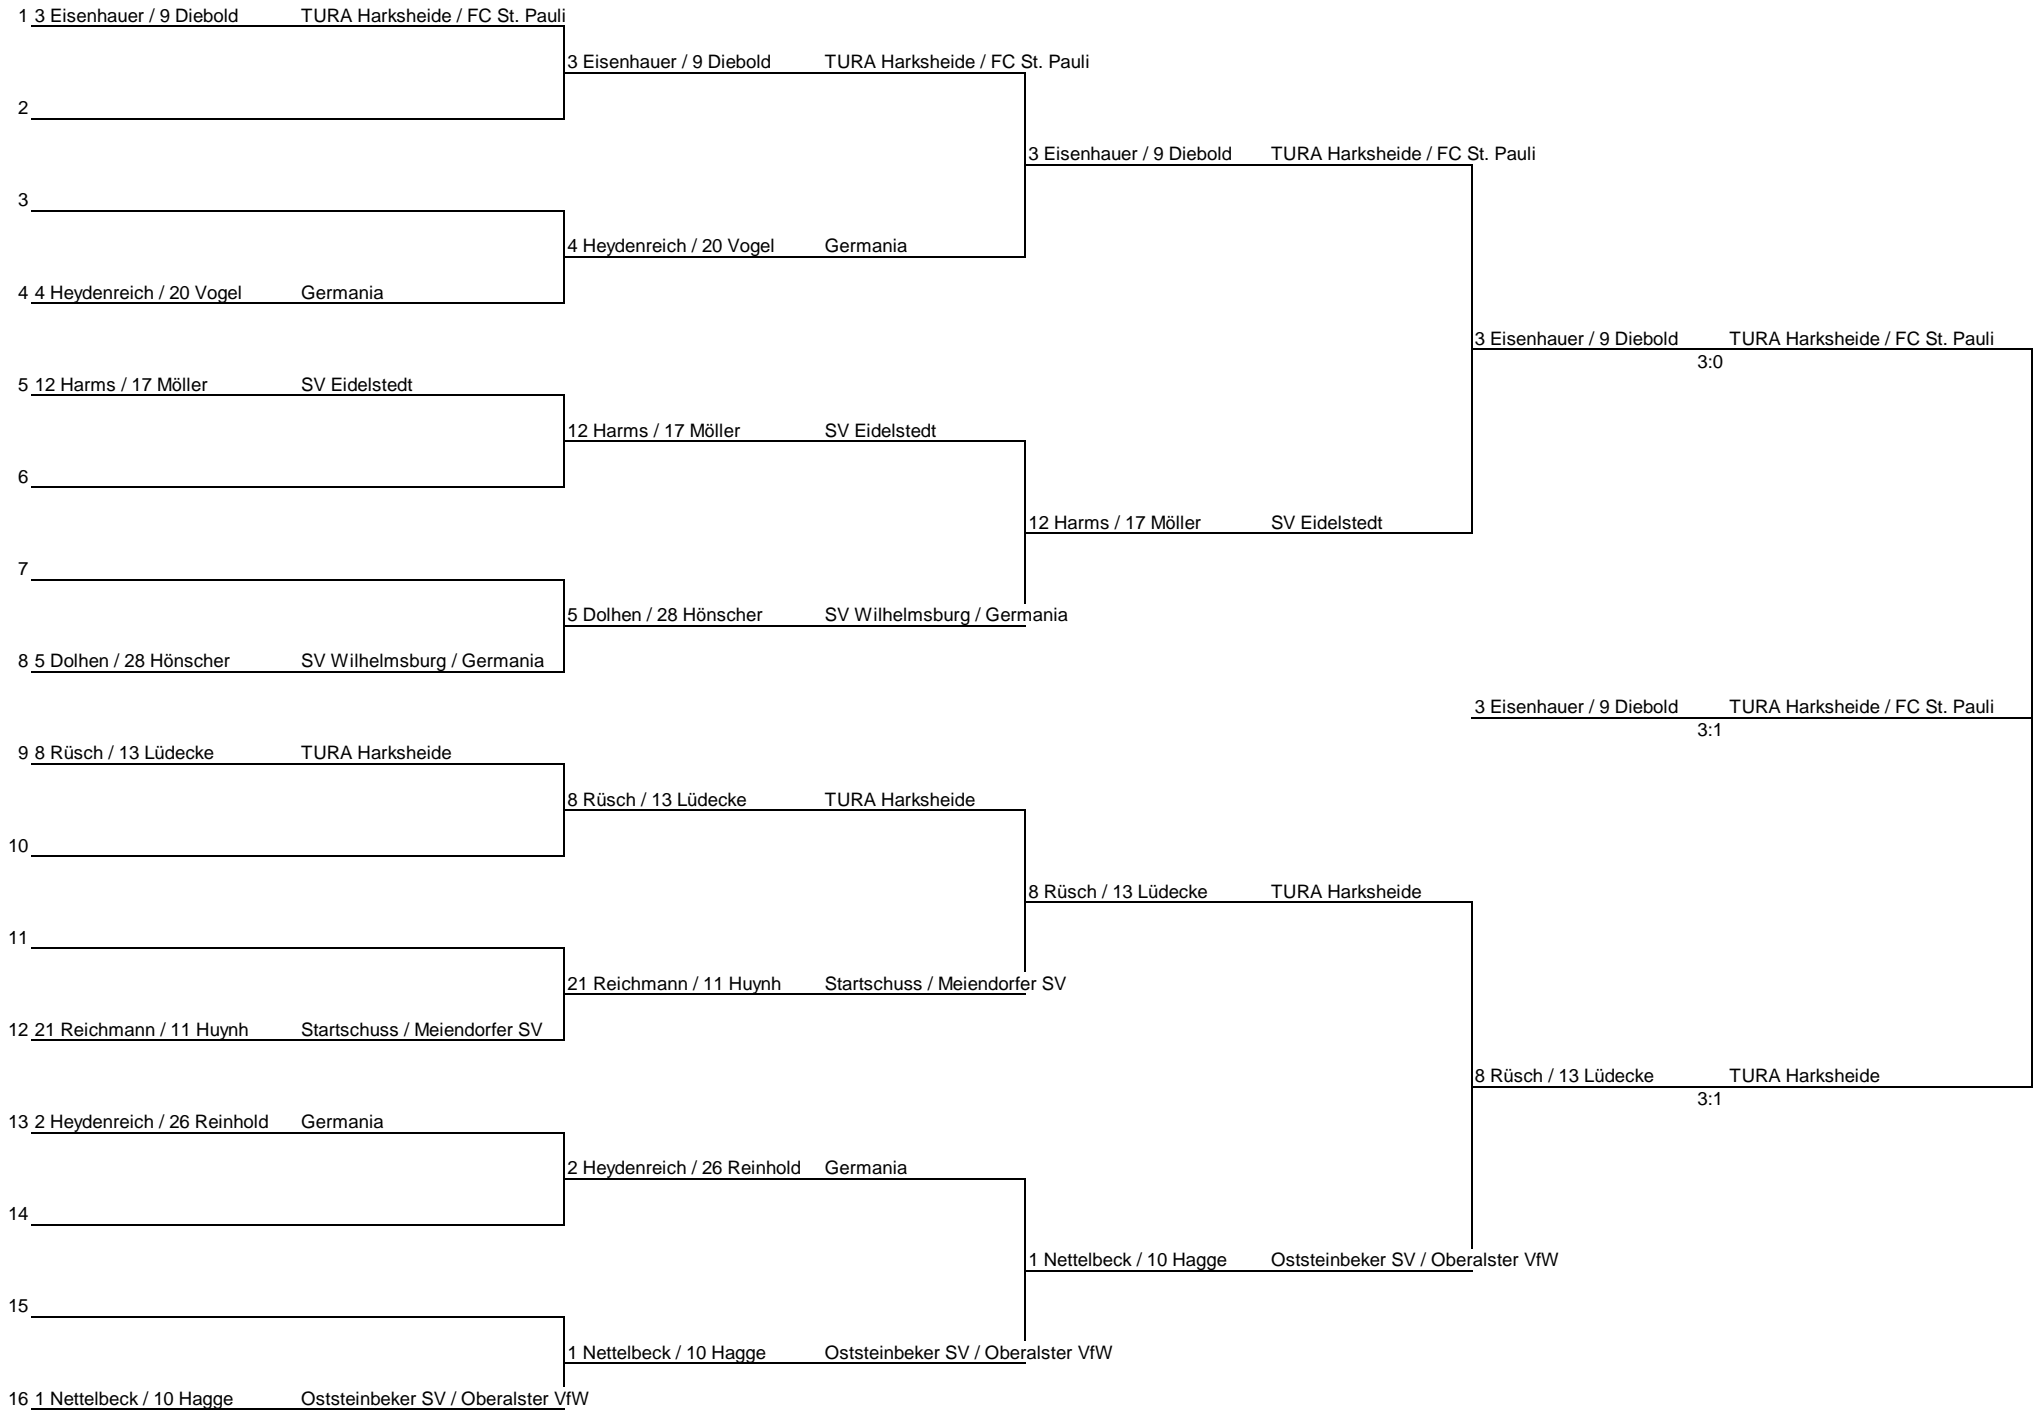 1 3 Eisenhauer / 9 Diebold TURA Harksheide / FC St. Pauli
3 Eisenhauer / 9 Diebold TURA Harksheide / FC St. Pauli
2
3 Eisenhauer / 9 Diebold TURA Harksheide / FC St. Pauli
3
4 Heydenreich / 20 Vogel Germania
4 4 Heydenreich / 20 Vogel Germania
3 Eisenhauer / 9 Diebold TURA Harksheide / FC St. Pauli
3:0
5 12 Harms / 17 Möller SV Eidelstedt
12 Harms / 17 Möller SV Eidelstedt
6
12 Harms / 17 Möller SV Eidelstedt
7
5 Dolhen / 28 Hönscher SV Wilhelmsburg / Germania
8 5 Dolhen / 28 Hönscher SV Wilhelmsburg / Germania
3 Eisenhauer / 9 Diebold TURA Harksheide / FC St. Pauli
3:1
9 8 Rüsch / 13 Lüdecke TURA Harksheide
8 Rüsch / 13 Lüdecke TURA Harksheide
10
8 Rüsch / 13 Lüdecke TURA Harksheide
11
21 Reichmann / 11 Huynh Startschuss / Meiendorfer SV
12 21 Reichmann / 11 Huynh Startschuss / Meiendorfer SV
8 Rüsch / 13 Lüdecke TURA Harksheide
3:1
13 2 Heydenreich / 26 Reinhold Germania
2 Heydenreich / 26 Reinhold Germania
14
1 Nettelbeck / 10 Hagge Oststeinbeker SV / Oberalster VfW
15
1 Nettelbeck / 10 Hagge Oststeinbeker SV / Oberalster VfW
16 1 Nettelbeck / 10 Hagge Oststeinbeker SV / Oberalster VfW